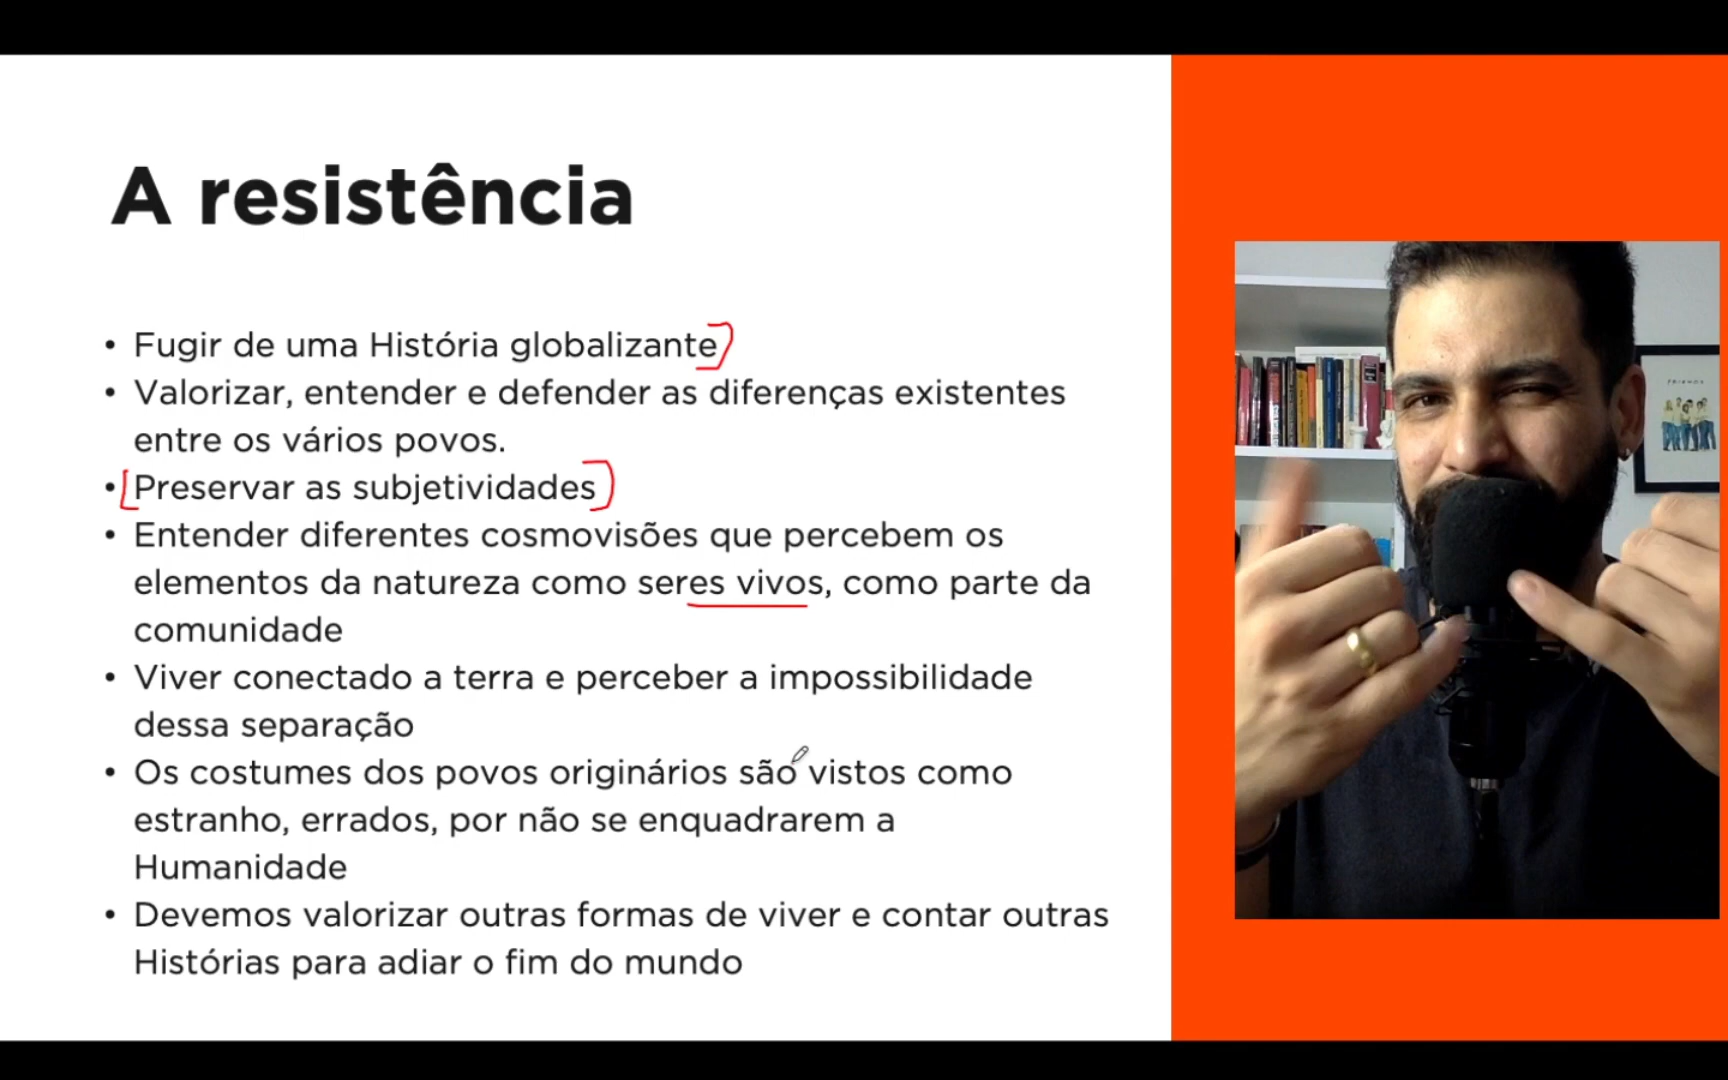 A resistência
• Fugir de uma História globalizante
• Valorizar, entender e defender as diferenças existentes
entre os vários povos.
• Preservar as subjetividades
• Entender diferentes cosmovisões que percebem os
elementos da natureza como seres vivos, como parte da
comunidade
• Viver conectado a terra e perceber a impossibilidade
dessa separação
• Os costumes dos povos originários são vistos como
estranho, errados, por não se enquadrarem a
Humanidade
• Devemos valorizar outras formas de viver e contar outras
Histórias para adiar o fim do mundo
FRIENDS